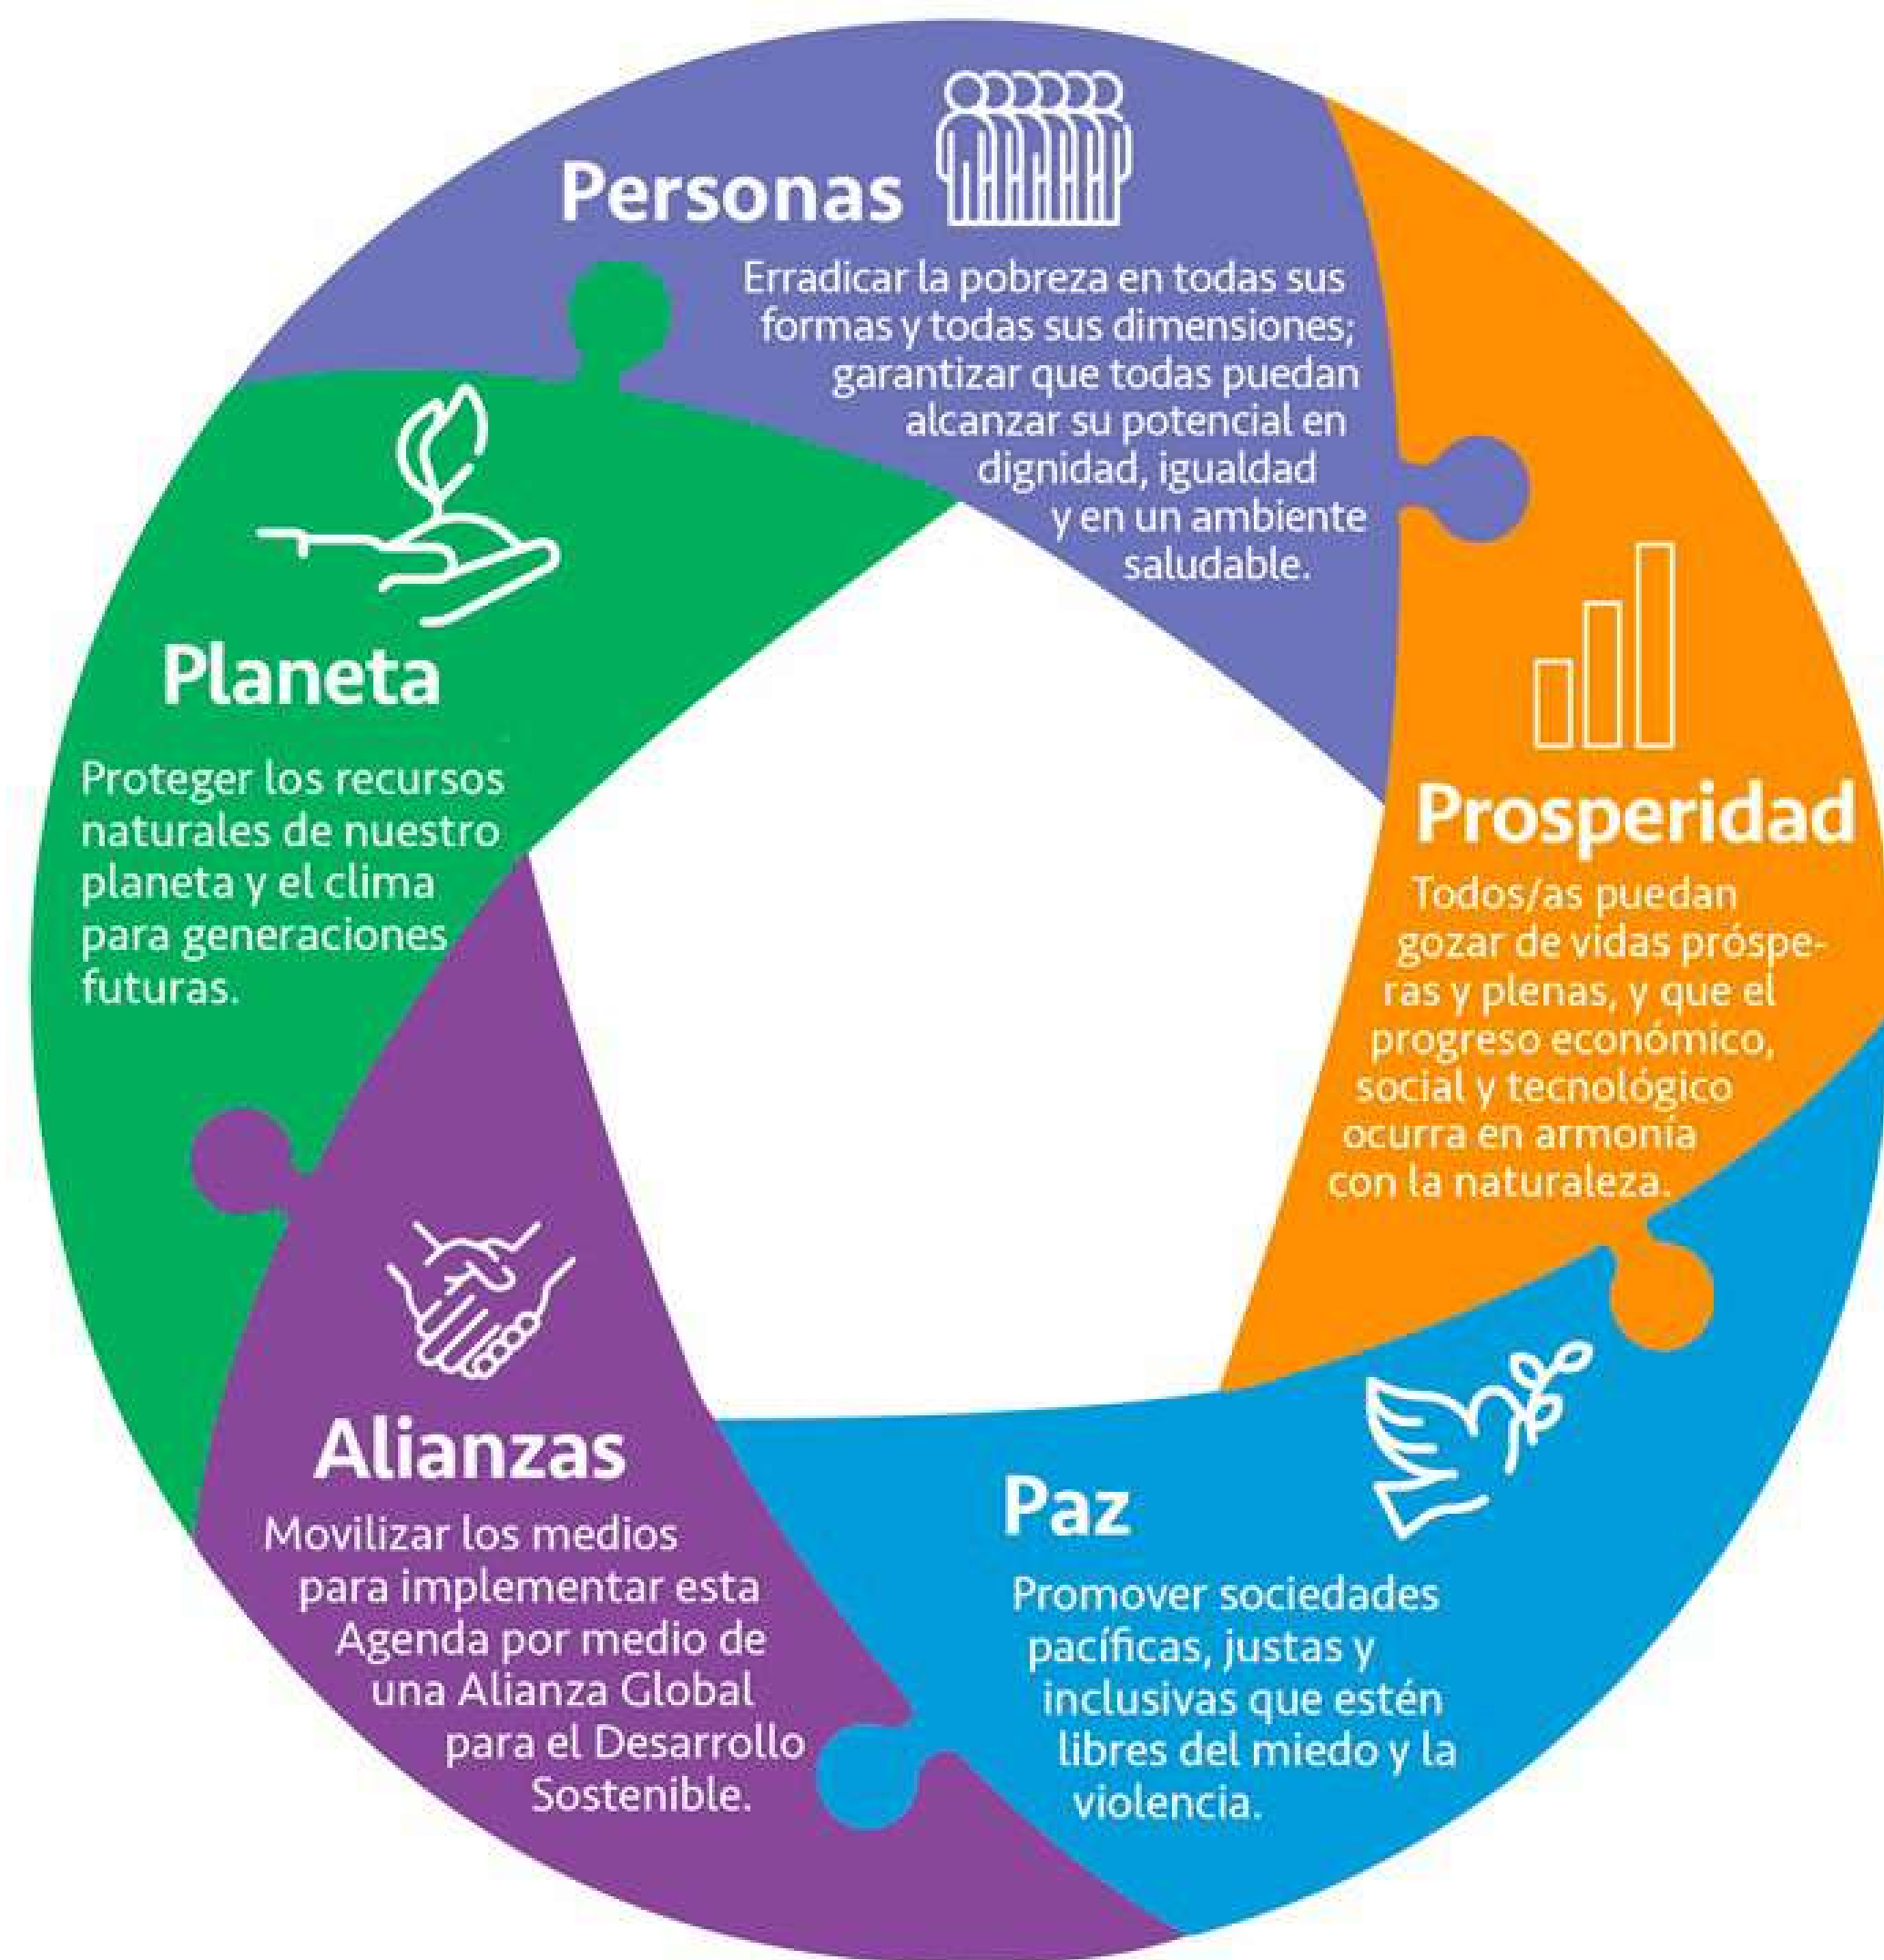 Personas
Erradicar la pobreza en todas sus
formas y todas sus dimensiones;
garantizar que todas puedan
alcanzar su potencial en
dignidad, igualdad
y en un ambiente
saludable.
Prosperidad
Todos/as puedan
gozar de vidas próspe-
ras y plenas, y que el
progreso económico,
social y tecnológico
ocurra en armonía
con la naturaleza.
Paz
Promover sociedades
pacíficas, justas y
inclusivas que estén
libres del miedo y la
violencia.
Alianzas
Movilizar los medios
para implementar esta
Agenda por medio de
una Alianza Global
para el Desarrollo
Sostenible.
Planeta
Proteger los recursos
naturales de nuestro
planeta y el clima
para generaciones
futuras.